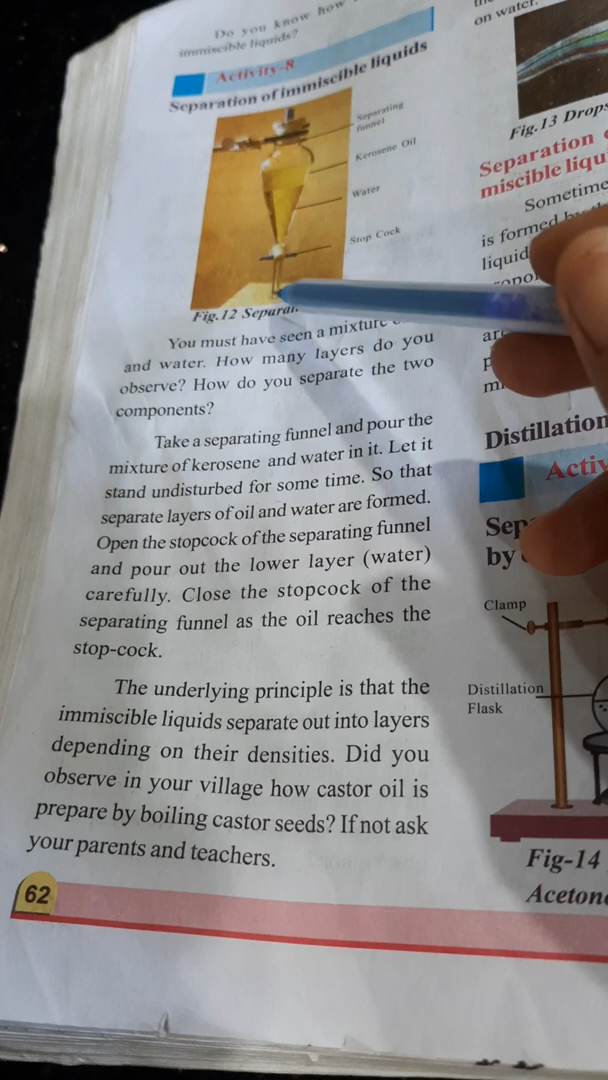 Do you know how
immiscible liquids?
Activity-8
Separation of immiscible liquids
Separating
funnel
Kerosene Oil
Water
Stop Cock
Fig.12
You must have seen a mixture
and water. How many layers do you
observe? How do you separate the two
components?
Take a separating funnel and pour the
mixture of kerosene and water in it. Let it
stand undisturbed for some time. So that
separate layers of oil and water are formed.
Open the stopcock of the separating funnel
and pour out the lower layer (water)
carefully. Close the stopcock of the
separating funnel as the oil reaches the
stop-cock.
The underlying principle is that the
immiscible liquids separate out into layers
depending on their densities. Did you
observe in your village how castor oil is
prepare by boiling castor seeds? If not ask
your parents and teachers.
62
on water.
Fig.13 Drops
Separation
miscible liqu
Sometime
is formed
liquid
Distillation
Activ
Sep
by
Clamp
Distillation
Flask
Fig-14
Aceton